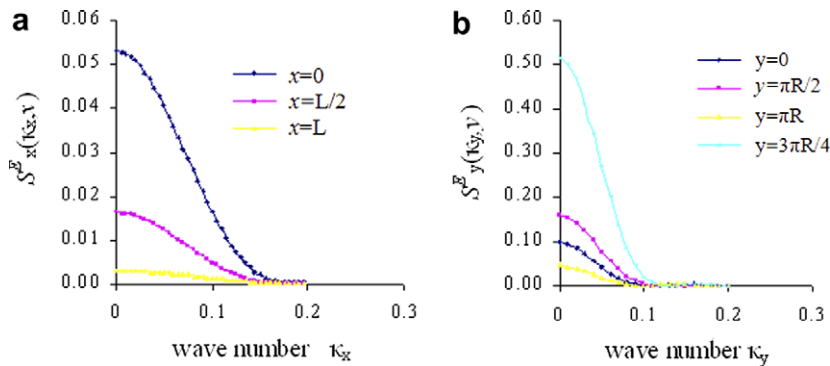 a
0.06
0.05
0.04
0.03
0.02
0.01
0.00
0
0.1
0.2
0.3
S^E_x(κx,x)
wave number κx
x=0
x=L/2
x=L
b
0.60
0.50
0.40
0.30
0.20
0.10
0.00
0
0.1
0.2
0.3
S^E_y(κy,y)
wave number κy
y=0
y=πR/2
y=πR
y=3πR/4